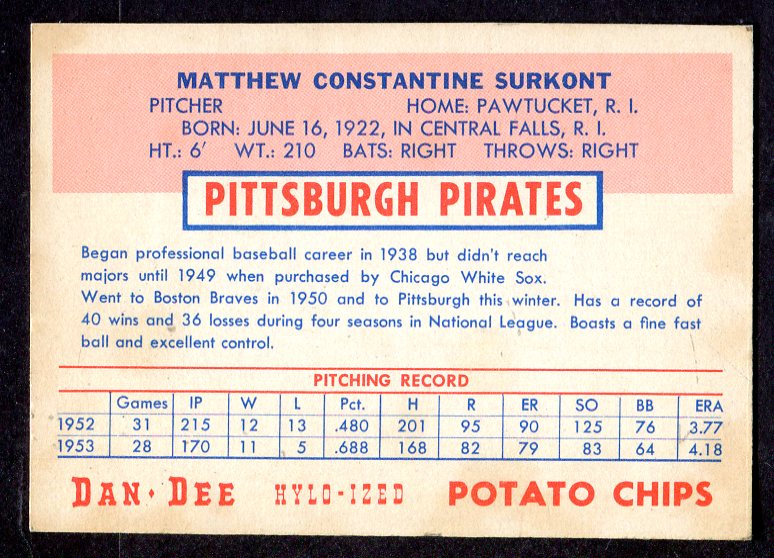 MATTHEW CONSTANTINE SURKONT
PITCHER HOME: PAWTUCKET, R. I.
BORN: JUNE 16, 1922, IN CENTRAL FALLS, R. I.
HT.: 6′ WT.: 210 BATS: RIGHT THROWS: RIGHT
PITTSBURGH PIRATES
Began professional baseball career in 1938 but didn't reach
majors until 1949 when purchased by Chicago White Sox.
Went to Boston Braves in 1950 and to Pittsburgh this winter. Has a record of
40 wins and 36 losses during four seasons in National League. Boasts a fine fast
ball and excellent control.
PITCHING RECORD
Games IP W L Pct. H R ER SO BB ERA
1952 31 215 12 13 .480 201 95 90 125 76 3.77
1953 28 170 11 5 .688 168 82 79 83 64 4.18
DAN·DEE HYLO-IZED POTATO CHIPS